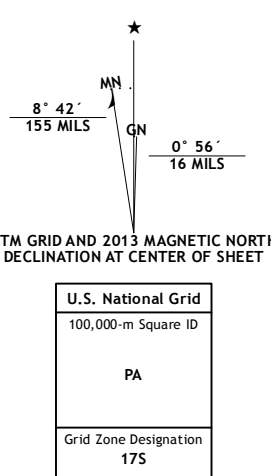 ★
MN
8° 42´
155 MILS
GN
0° 56´
16 MILS
TM GRID AND 2013 MAGNETIC NORTH
DECLINATION AT CENTER OF SHEET
U.S. National Grid
100,000-m Square ID
PA
Grid Zone Designation
17S